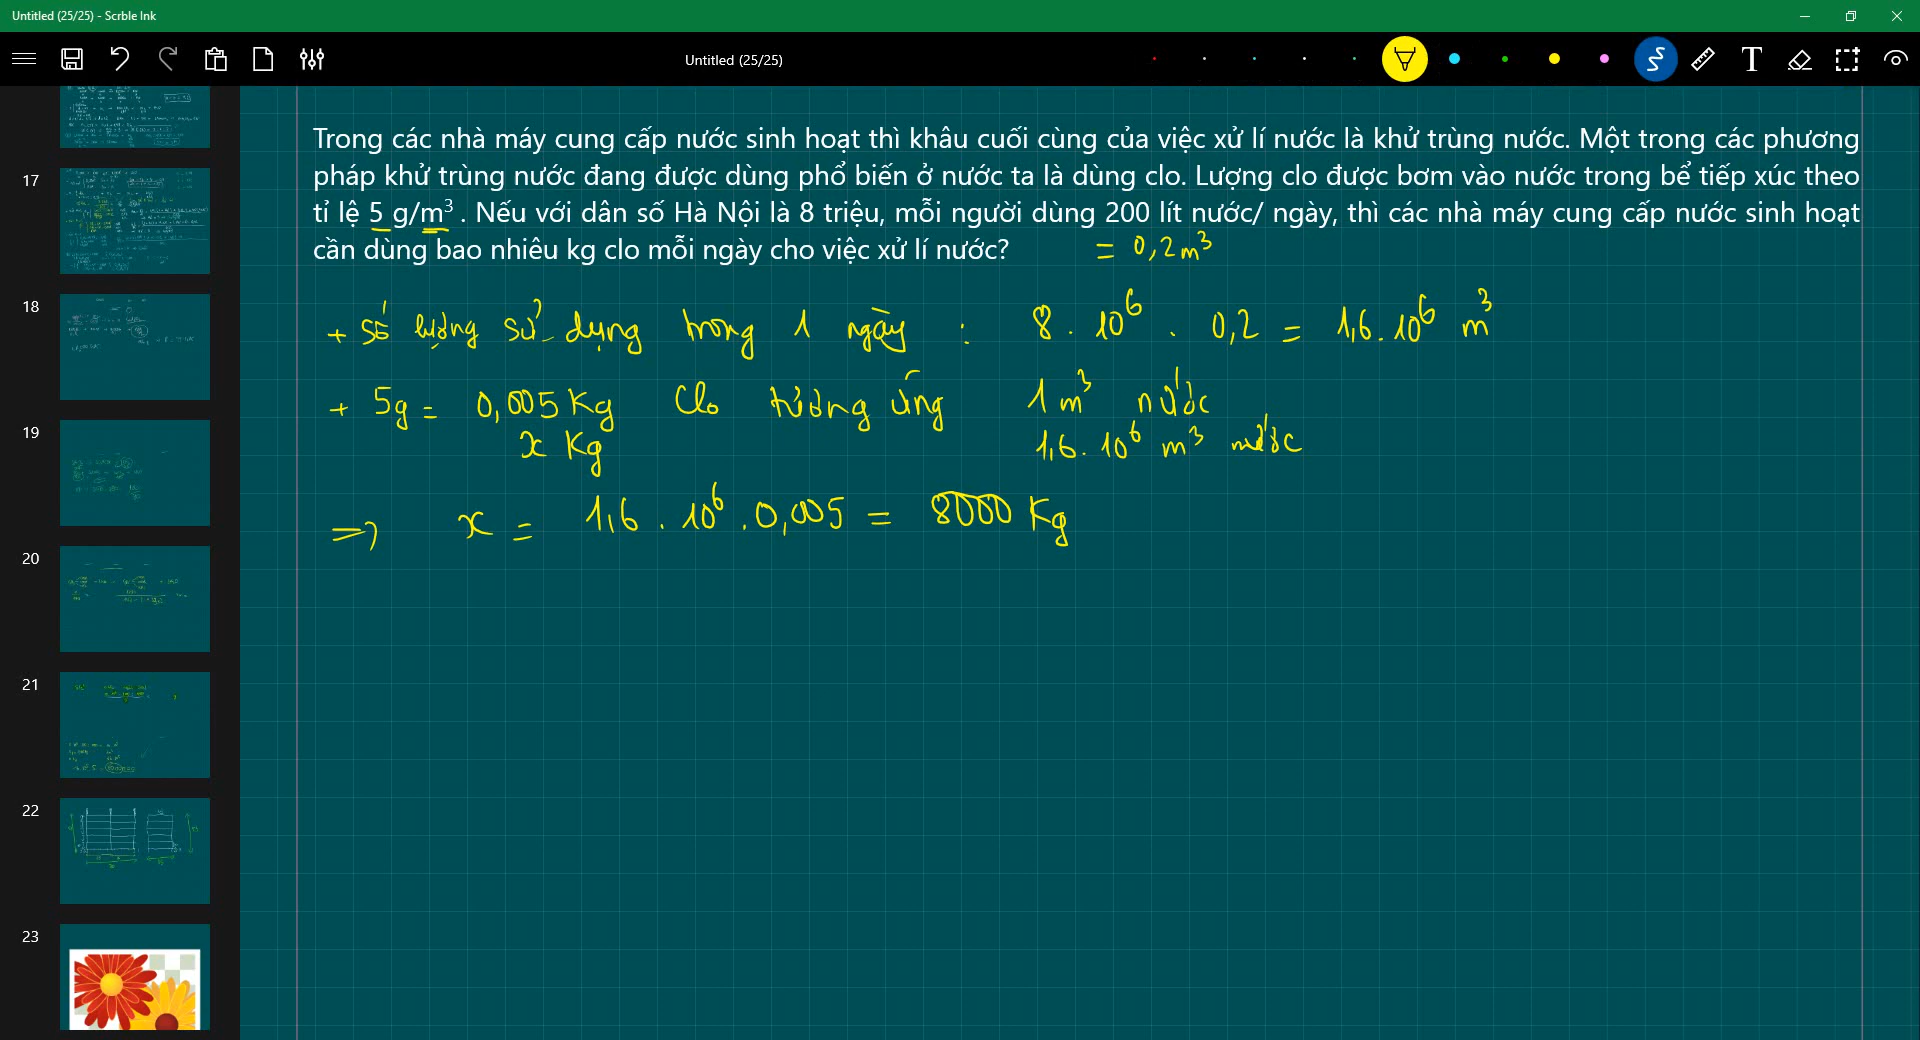 Untitled (25/25) - Scrble Ink
Untitled (25/25)
T
17
18
19
20
21
22
23
Trong các nhà máy cung cấp nước sinh hoạt thì khâu cuối cùng của việc xử lí nước là khử trùng nước. Một trong các phương
pháp khử trùng nước đang được dùng phổ biến ở nước ta là dùng clo. Lượng clo được bơm vào nước trong bể tiếp xúc theo
tỉ lệ 5 g/m³ . Nếu với dân số Hà Nội là 8 triệu, mỗi người dùng 200 lít nước/ ngày, thì các nhà máy cung cấp nước sinh hoạt
cần dùng bao nhiêu kg clo mỗi ngày cho việc xử lí nước?
= 0,2 m³
+ Số lượng sử dụng trong 1 ngày : 8 . 10⁶ . 0,2 = 1,6 . 10⁶ m³
+ 5g = 0,005 Kg Clo tương ứng 1 m³ nước
x Kg 1,6 . 10⁶ m³ nước
=> x = 1,6 . 10⁶ . 0,005 = 8000 Kg